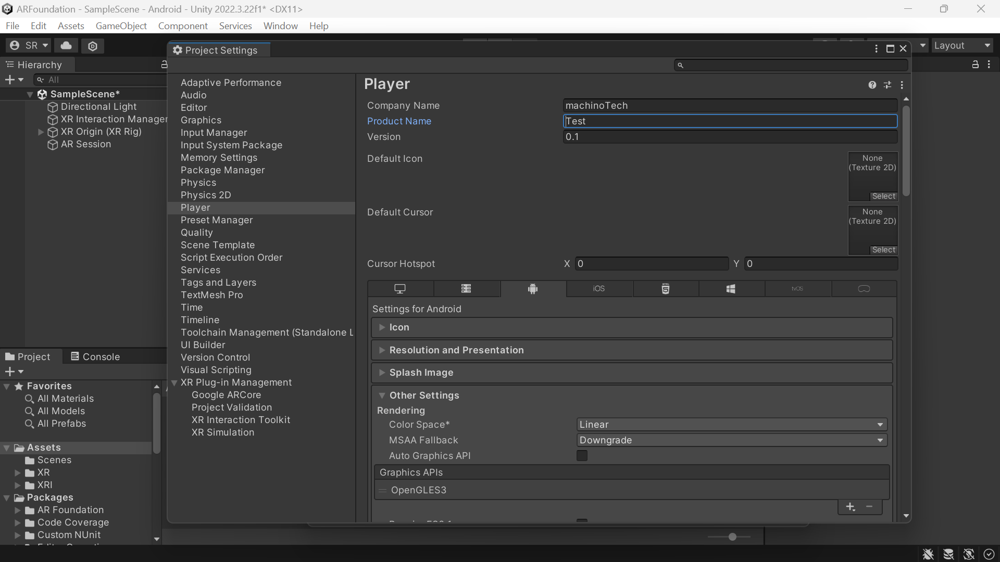 ARFoundation - SampleScene - Android - Unity 2022.3.22f1* <DX11>
File Edit Assets GameObject Component Services Window Help
SR
Layout
Project Settings
Hierarchy
All
SampleScene*
Directional Light
XR Interaction Manager
XR Origin (XR Rig)
AR Session
Project
Console
Favorites
All Materials
All Models
All Prefabs
Assets
Scenes
XR
XRI
Packages
AR Foundation
Code Coverage
Custom NUnit
Adaptive Performance
Audio
Editor
Graphics
Input Manager
Input System Package
Memory Settings
Package Manager
Physics
Physics 2D
Player
Preset Manager
Quality
Scene Template
Script Execution Order
Services
Tags and Layers
TextMesh Pro
Time
Timeline
Toolchain Management (Standalone L
UI Builder
Version Control
Visual Scripting
XR Plug-in Management
Google ARCore
Project Validation
XR Interaction Toolkit
XR Simulation
Player
Company Name machinoTech
Product Name Test
Version 0.1
Default Icon
None
(Texture 2D)
Select
Default Cursor
None
(Texture 2D)
Select
Cursor Hotspot X 0 Y 0
iOS tvOS
Settings for Android
Icon
Resolution and Presentation
Splash Image
Other Settings
Rendering
Color Space* Linear
MSAA Fallback Downgrade
Auto Graphics API
Graphics APIs
OpenGLES3